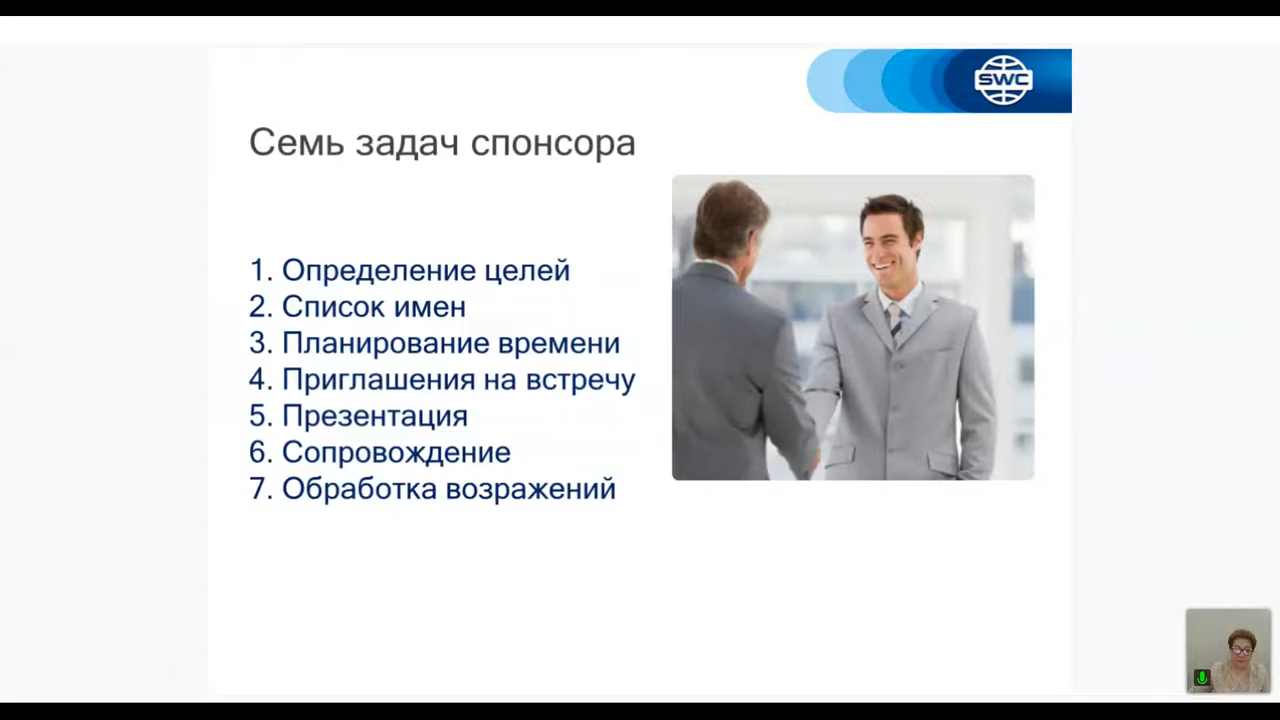 SWC
Семь задач спонсора
1. Определение целей
2. Список имен
3. Планирование времени
4. Приглашения на встречу
5. Презентация
6. Сопровождение
7. Обработка возражений